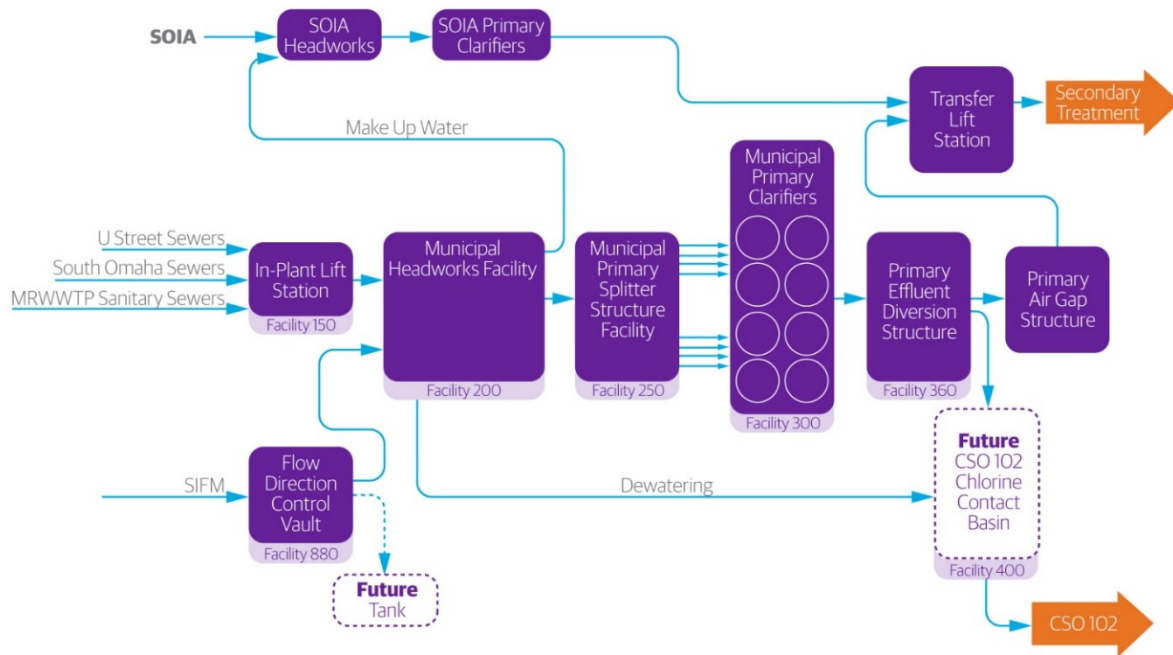 SOIA
SOIA
Headworks
SOIA Primary
Clarifiers
Make Up Water
Transfer
Lift
Station
Secondary
Treatment
U Street Sewers
South Omaha Sewers
MRWWTP Sanitary Sewers
In-Plant Lift
Station
Facility 150
Municipal
Headworks Facility
Facility 200
Municipal
Primary
Splitter
Structure
Facility
Facility 250
Municipal
Primary
Clarifiers
Facility 300
Primary
Effluent
Diversion
Structure
Facility 360
Primary
Air Gap
Structure
SIFM
Flow
Direction
Control
Vault
Facility 880
Future
Tank
Dewatering
Future
CSO 102
Chlorine
Contact
Basin
Facility 400
CSO 102